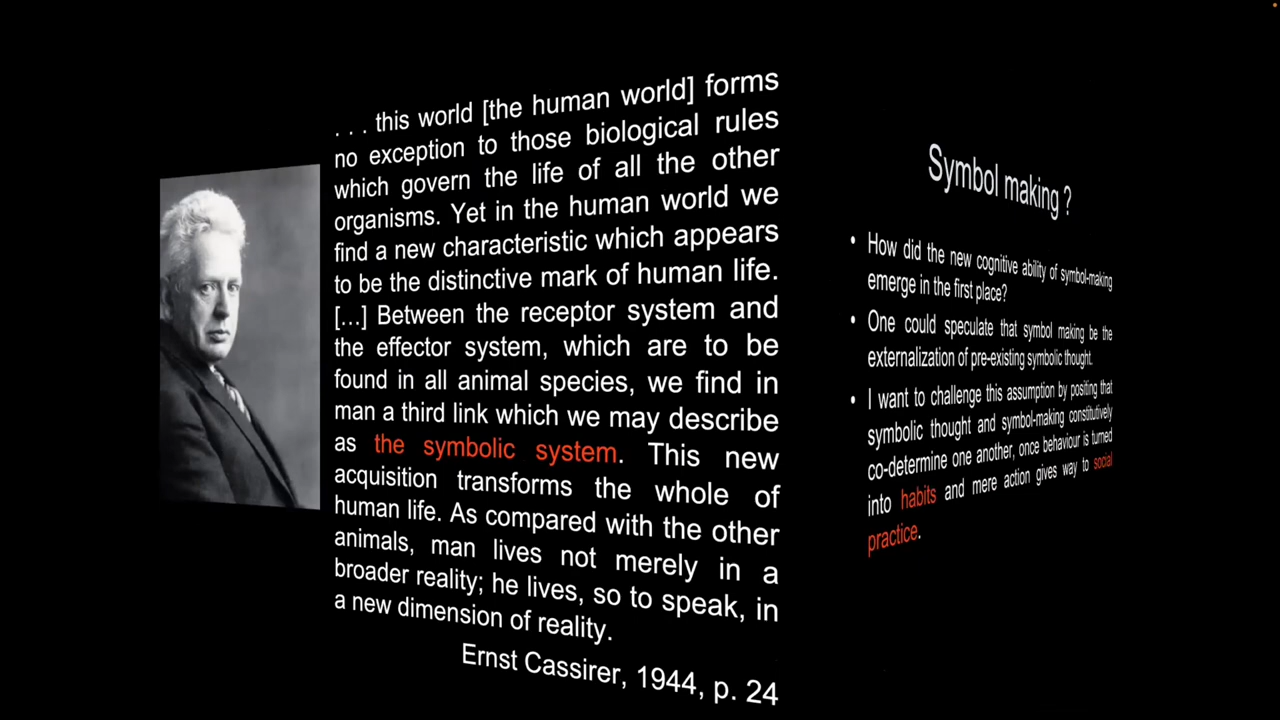 . . . this world [the human world] forms
no exception to those biological rules
which govern the life of all the other
organisms. Yet in the human world we
find a new characteristic which appears
to be the distinctive mark of human life.
[...] Between the receptor system and
the effector system, which are to be
found in all animal species, we find in
man a third link which we may describe
as the symbolic system. This new
acquisition transforms the whole of
human life. As compared with the other
animals, man lives not merely in a
broader reality; he lives, so to speak, in
a new dimension of reality.
Ernst Cassirer, 1944, p. 24
Symbol making ?
• How did the new cognitive ability of symbol-making
emerge in the first place?
• One could speculate that symbol making be the
externalization of pre-existing symbolic thought.
• I want to challenge this assumption by positing that
symbolic thought and symbol-making constitutively
co-determine one another, once behaviour is turned
into habits and mere action gives way to social
practice.